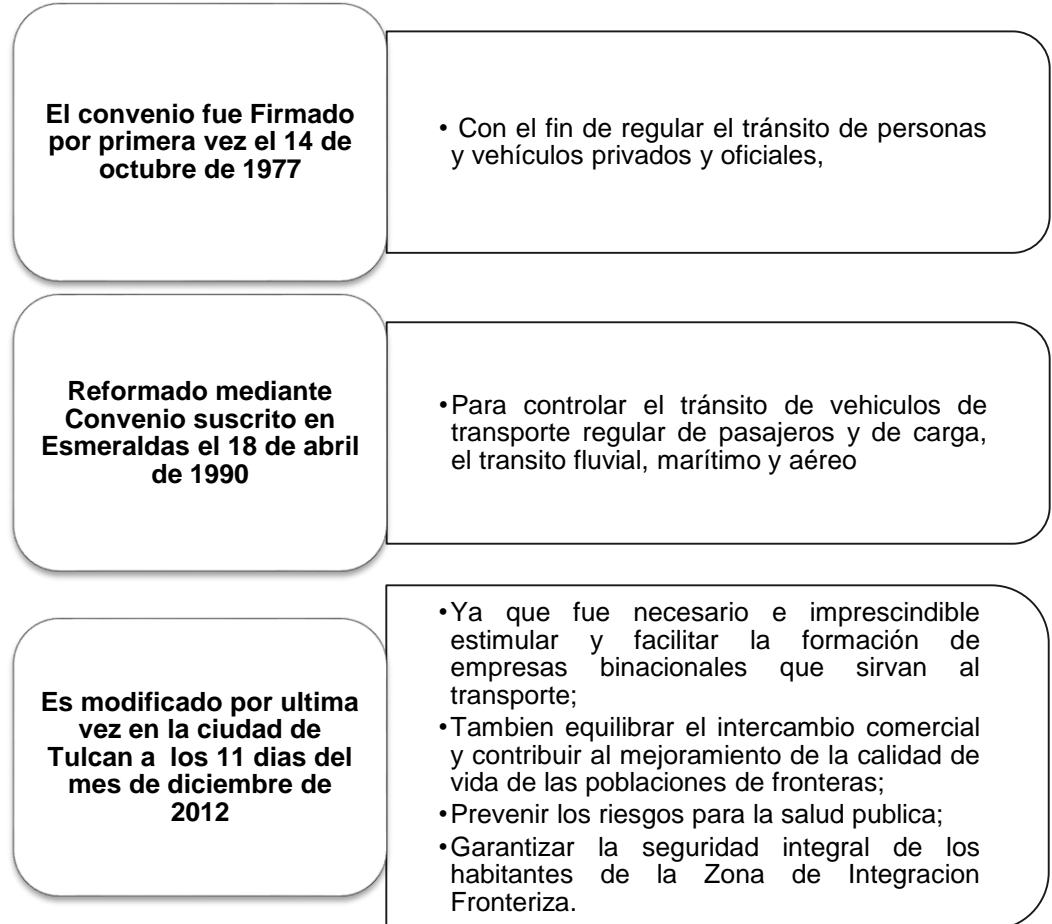 El convenio fue Firmado
por primera vez el 14 de
octubre de 1977
• Con el fin de regular el tránsito de personas
y vehículos privados y oficiales,
Reformado mediante
Convenio suscrito en
Esmeraldas el 18 de abril
de 1990
•Para controlar el tránsito de vehiculos de
transporte regular de pasajeros y de carga,
el transito fluvial, marítimo y aéreo
Es modificado por ultima
vez en la ciudad de
Tulcan a los 11 dias del
mes de diciembre de
2012
•Ya que fue necesario e imprescindible
estimular y facilitar la formación de
empresas binacionales que sirvan al
transporte;
•Tambien equilibrar el intercambio comercial
y contribuir al mejoramiento de la calidad de
vida de las poblaciones de fronteras;
•Prevenir los riesgos para la salud publica;
•Garantizar la seguridad integral de los
habitantes de la Zona de Integracion
Fronteriza.